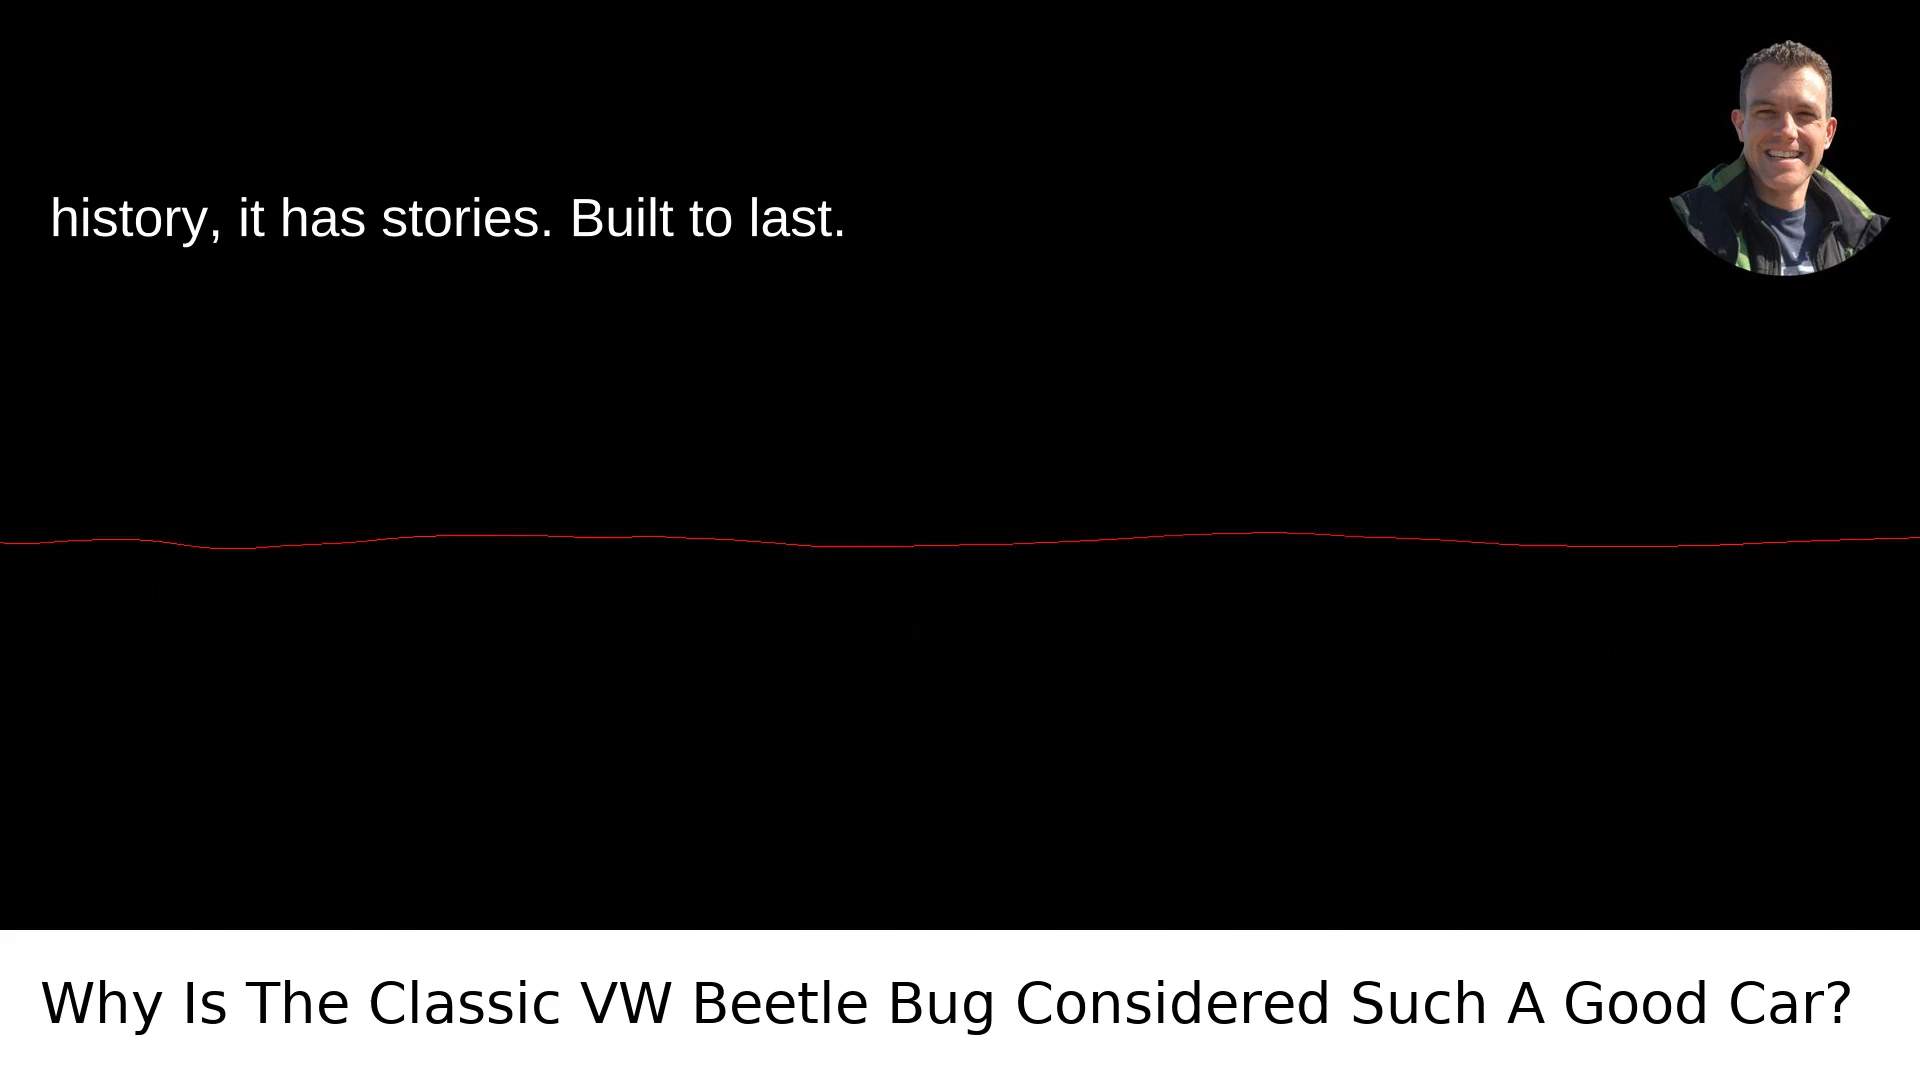 history, it has stories. Built to last.
Why Is The Classic VW Beetle Bug Considered Such A Good Car?